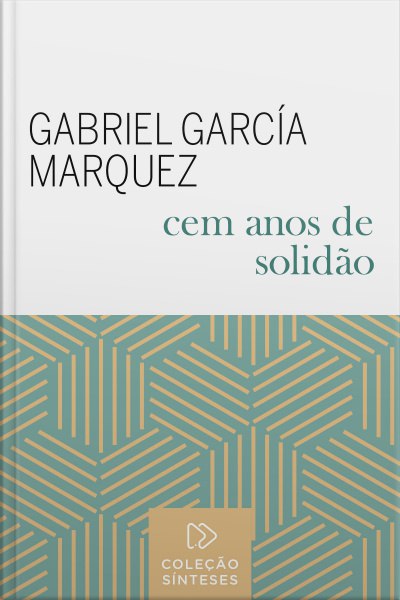 GABRIEL GARCÍA
MARQUEZ
cem anos de
solidão
COLEÇÃO
SÍNTESES